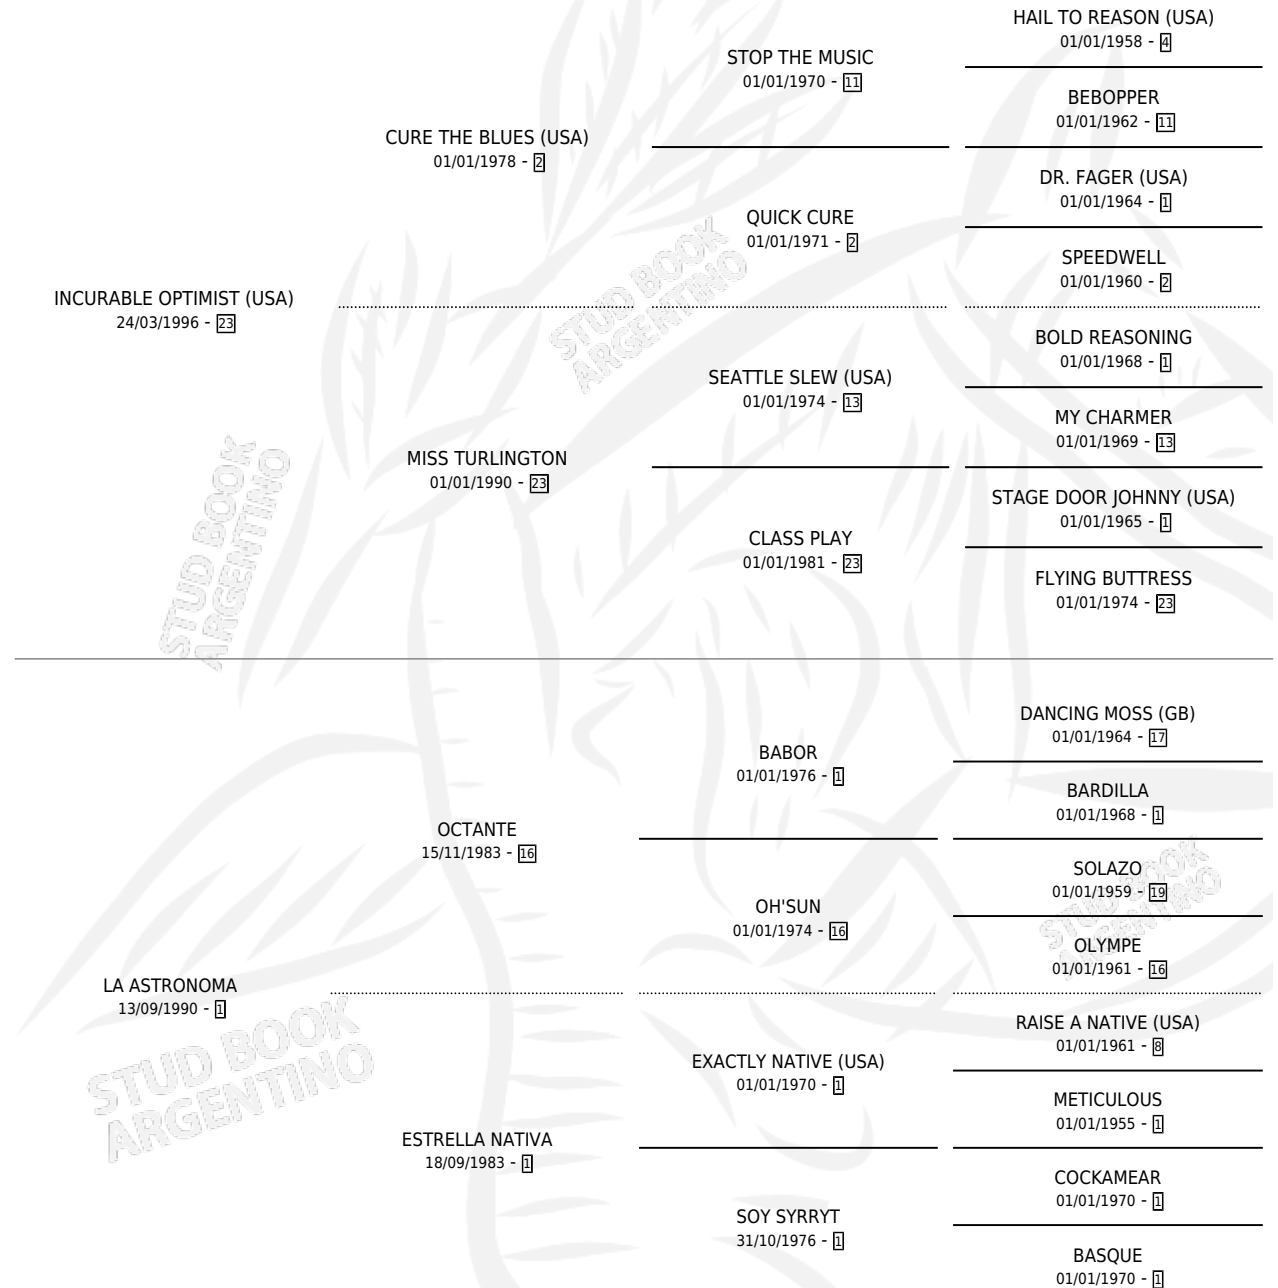 HAIL TO REASON (USA)
01/01/1958 - 4
STOP THE MUSIC
01/01/1970 - 11
BEBOPPER
01/01/1962 - 11
CURE THE BLUES (USA)
01/01/1978 - 2
DR. FAGER (USA)
01/01/1964 - 1
QUICK CURE
01/01/1971 - 2
SPEEDWELL
01/01/1960 - 2
INCURABLE OPTIMIST (USA)
24/03/1996 - 23
STUD BOOK
ARGENTINO
BOLD REASONING
01/01/1968 - 1
SEATTLE SLEW (USA)
01/01/1974 - 13
MY CHARMER
01/01/1969 - 13
MISS TURLINGTON
01/01/1990 - 23
STAGE DOOR JOHNNY (USA)
01/01/1965 - 1
CLASS PLAY
01/01/1981 - 23
FLYING BUTTRESS
01/01/1974 - 23
STUD BOOK
ARGENTINO
DANCING MOSS (GB)
01/01/1964 - 17
BABOR
01/01/1976 - 1
BARDILLA
01/01/1968 - 1
OCTANTE
15/11/1983 - 16
SOLAZO
01/01/1959 - 19
OH'SUN
01/01/1974 - 16
STUD BOOK
ARGENTINO
OLYMPE
01/01/1961 - 16
LA ASTRONOMA
13/09/1990 - 1
RAISE A NATIVE (USA)
01/01/1961 - 8
EXACTLY NATIVE (USA)
01/01/1970 - 1
METICULOUS
01/01/1955 - 1
STUD BOOK
ARGENTINO
ESTRELLA NATIVA
18/09/1983 - 1
COCKAMEAR
01/01/1970 - 1
SOY SYRRYT
31/10/1976 - 1
BASQUE
01/01/1970 - 1